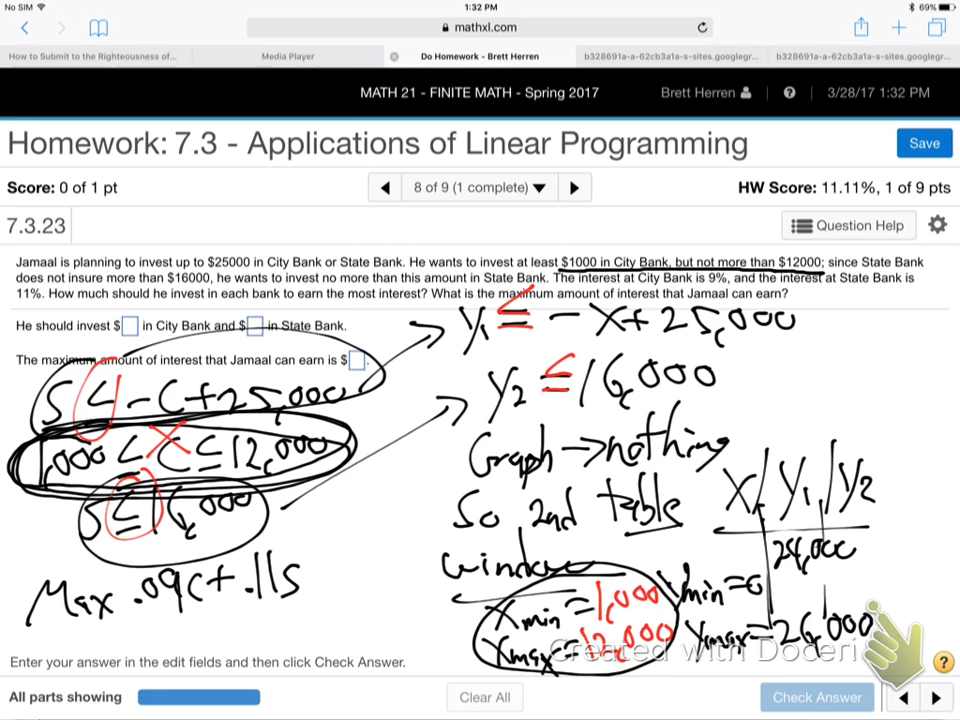 No SIM 1:32 PM 69%
mathxl.com
How to Submit to the Righteousness of... Media Player Do Homework - Brett Herren b328691a-a-62cb3a1a-s-sites.googlegr... b328691a-a-62cb3a1a-s-sites.googlegr...
MATH 21 - FINITE MATH - Spring 2017 Brett Herren ? 3/28/17 1:32 PM
Homework: 7.3 - Applications of Linear Programming Save
Score: 0 of 1 pt 8 of 9 (1 complete) HW Score: 11.11%, 1 of 9 pts
7.3.23 Question Help
Jamaal is planning to invest up to $25000 in City Bank or State Bank. He wants to invest at least $1000 in City Bank, but not more than $12000; since State Bank
does not insure more than $16000, he wants to invest no more than this amount in State Bank. The interest at City Bank is 9%, and the interest at State Bank is
11%. How much should he invest in each bank to earn the most interest? What is the maximum amount of interest that Jamaal can earn?
He should invest $ in City Bank and $ in State Bank.
The maximum amount of interest that Jamaal can earn is $ .
y₁ ≤ -x+25,000
y₂ ≤ 16,000
S ≤ -C+25,000
1,000 ≤ C ≤ 12,000
S ≤ 16,000
Max .09C+.11S
Graph → nothing
So 2nd table
window
X Y₁ Y₂
24,000
Xmin=1,000 Ymin=0
Xmax=12,000 Ymax=26,000
Created with Doceri
Enter your answer in the edit fields and then click Check Answer. ?
All parts showing Clear All Check Answer